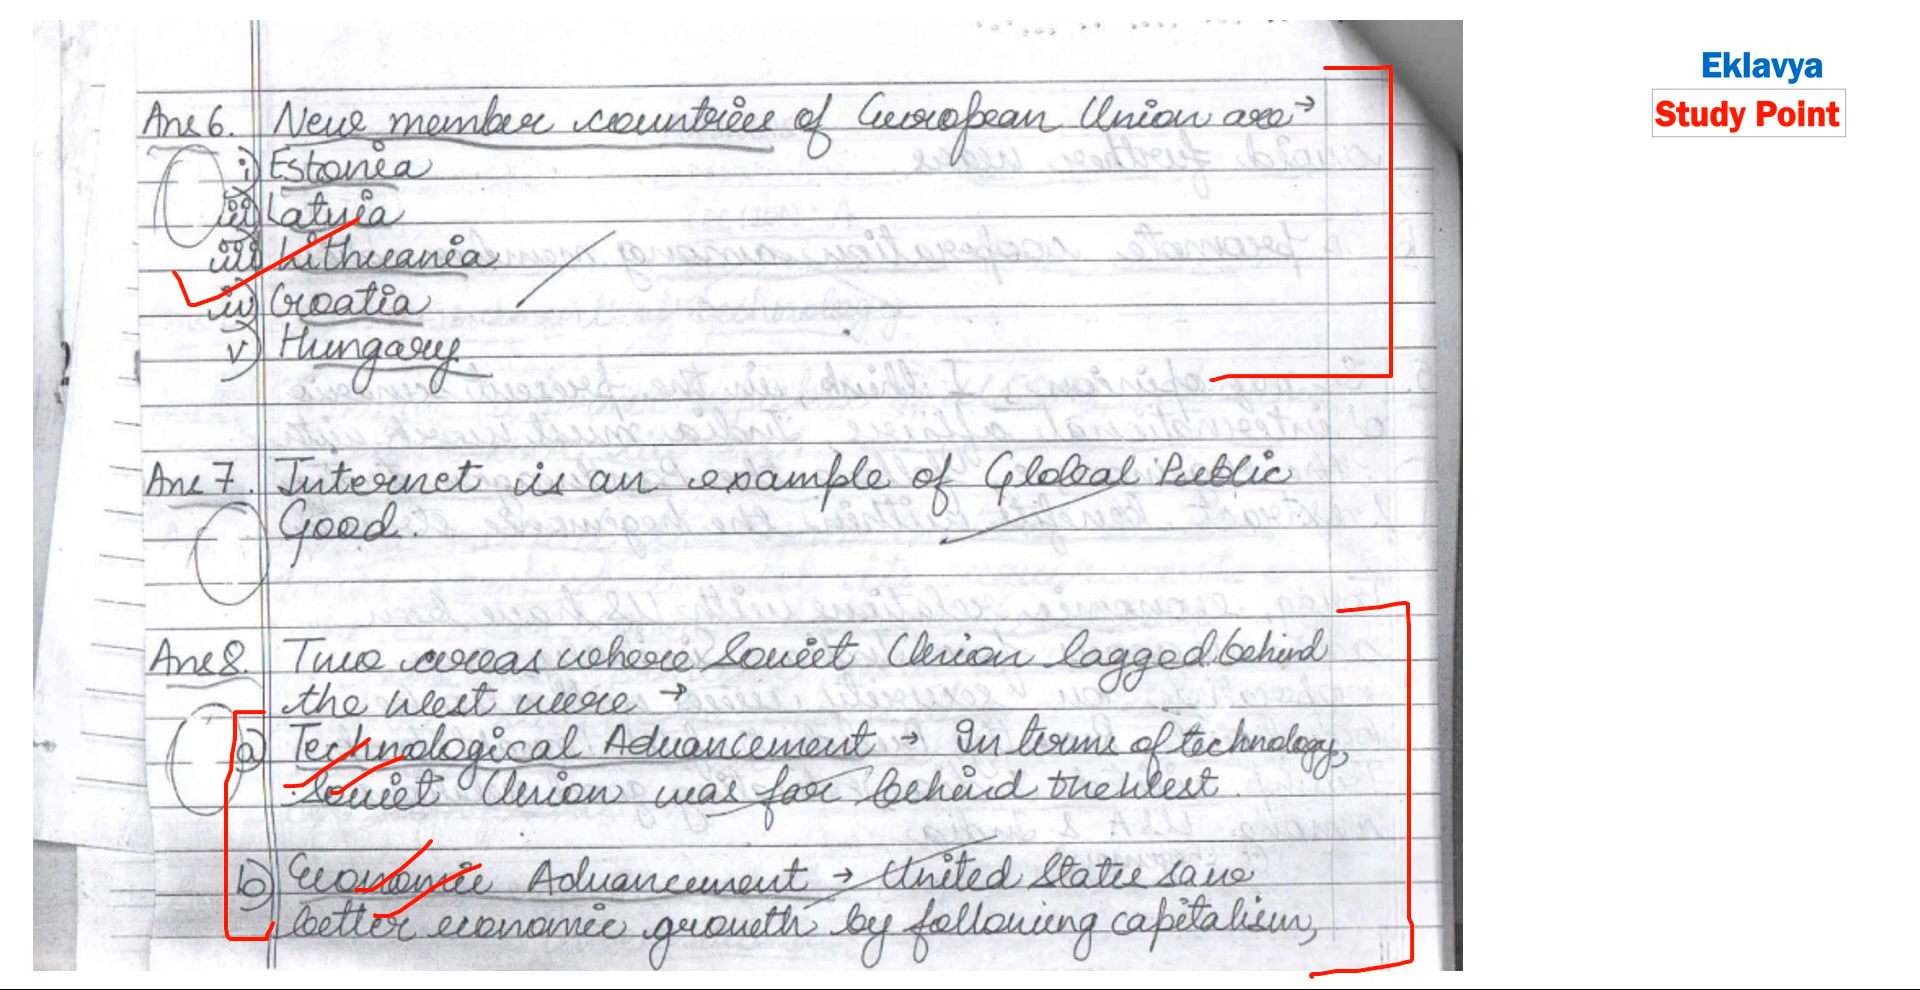 Eklavya
Study Point
Ans 6. New member countries of European Union are →
i) Estonia
ii) Latvia
iii) Lithuania
iv) Croatia
v) Hungary
Ans 7. Internet is an example of Global Public
Good.
Ans 8. Two areas where Soviet Union lagged behind
the west were →
a) Technological Advancement → In terms of technology,
Soviet Union was far behind the West.
b) Economic Advancement → United States saw
better economic growth by following capitalism,